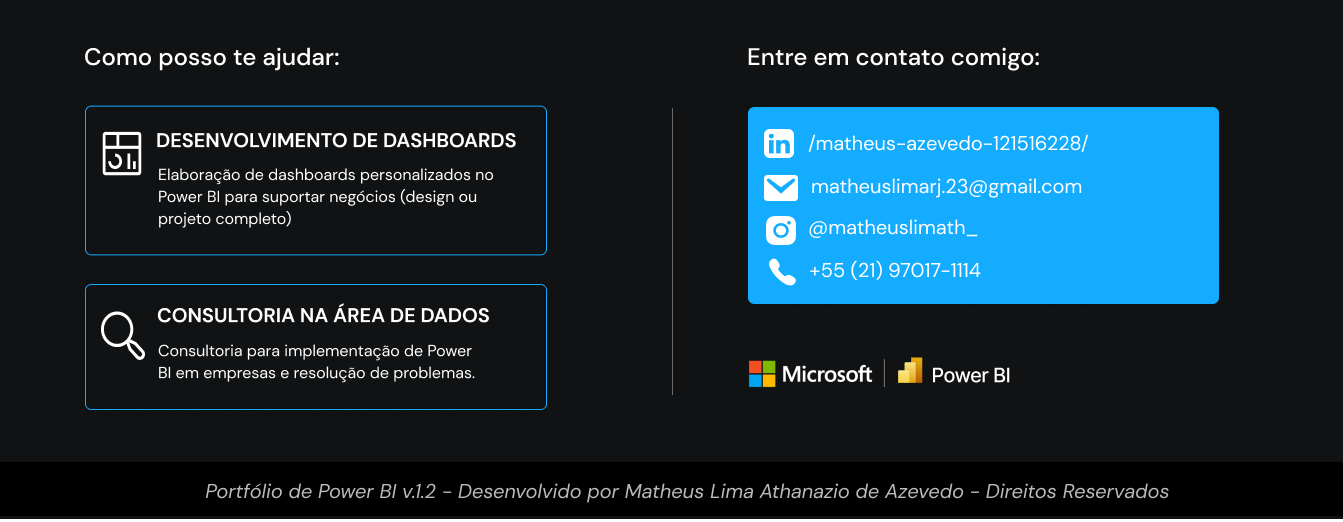 Como posso te ajudar:
DESENVOLVIMENTO DE DASHBOARDS
Elaboração de dashboards personalizados no
Power BI para suportar negócios (design ou
projeto completo)
CONSULTORIA NA ÁREA DE DADOS
Consultoria para implementação de Power
BI em empresas e resolução de problemas.
Entre em contato comigo:
/matheus-azevedo-121516228/
matheuslimarj.23@gmail.com
@matheuslimath_
+55 (21) 97017-1114
Microsoft | Power BI
Portfólio de Power BI v.1.2 - Desenvolvido por Matheus Lima Athanazio de Azevedo - Direitos Reservados